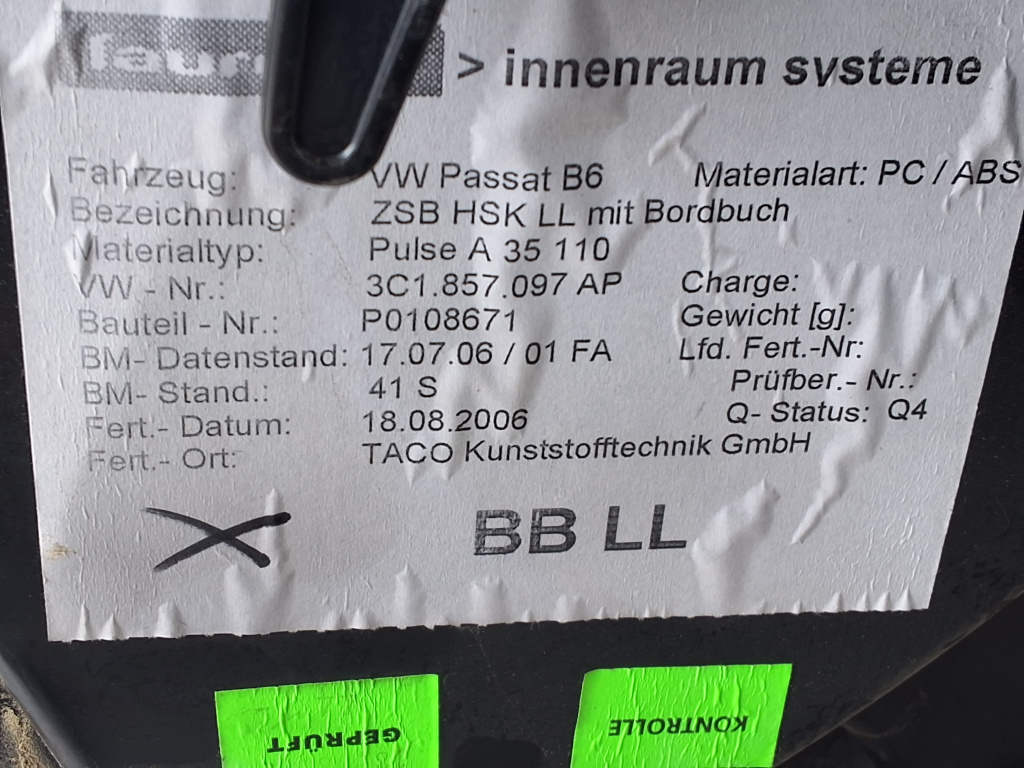 > innenraum systeme
Fahrzeug: VW Passat B6 Materialart: PC / ABS
Bezeichnung: ZSB HSK LL mit Bordbuch
Materialtyp: Pulse A 35 110
VW - Nr.: 3C1.857.097 AP Charge:
Bauteil - Nr.: P0108671 Gewicht [g]:
BM- Datenstand: 17.07.06 / 01 FA Lfd. Fert.-Nr:
BM- Stand.: 41 S Prüfber.- Nr.:
Fert.- Datum: 18.08.2006 Q- Status: Q4
Fert.- Ort: TACO Kunststofftechnik GmbH
BB LL
GEPRÜFT
KONTROLLE